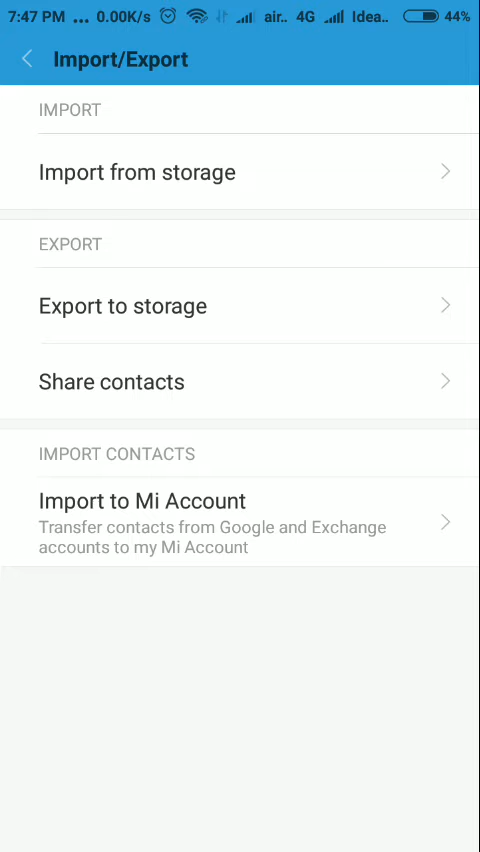 7:47 PM ... 0.00K/s air.. 4G Idea.. 44%
Import/Export
IMPORT
Import from storage
EXPORT
Export to storage
Share contacts
IMPORT CONTACTS
Import to Mi Account
Transfer contacts from Google and Exchange
accounts to my Mi Account